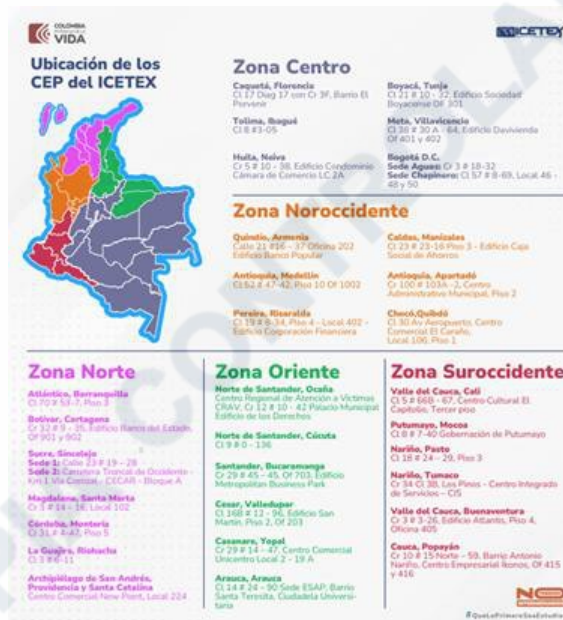 COLOMBIA
VIDA
ICETEX
Ubicación de los
CEP del ICETEX
Zona Centro
Caquetá, Florencia
Cl 17 Diag 17 con Cr 3F, Barrio El
Porvenir
Tolima, Ibagué
Cl 8 #3-05
Huila, Neiva
Cr 5 # 10 - 38, Edificio Condominio
Cámara de Comercio LC 2A
Boyacá, Tunja
Cl 21 # 10 - 32, Edificio Sociedad
Boyacense OF 301
Meta, Villavicencio
Cl 38 # 30 A - 64, Edificio Davivienda
Of 401 y 402
Bogotá D.C.
Sede Aguas: Cr 3 # 18-32
Sede Chapinero: Cl 57 # 8-69, Local 46 -
48 y 50
Zona Noroccidente
Quindío, Armenia
Calle 21 #16 - 37 Oficina 202
Edificio Banco Popular
Antioquia, Medellín
Cl 52 # 47-42, Piso 10 Of 1002
Pereira, Risaralda
Cl 19 # 8-34, Piso 4 - Local 402 -
Edificio Corporación Financiera
Caldas, Manizales
Cl 23 # 23-16 Piso 3 - Edificio Caja
Social de Ahorros
Antioquia, Apartadó
Cr 100 # 103A -2, Centro
Administrativo Municipal, Piso 2
Chocó, Quibdó
Cl 30 Av Aeropuerto, Centro
Comercial El Caraño,
Local 106, Piso 1
Zona Norte
Atlántico, Barranquilla
Cl 70 # 53-7, Piso 3
Bolívar, Cartagena
Cr 32 # 9 - 25, Edificio Banco del Estado,
Of 901 y 902
Sucre, Sincelejo
Sede 1: Calle 23 # 19 - 28
Sede 2: Carretera Troncal de Occidente -
Km 1 Vía Corozal - CECAR - Bloque A
Magdalena, Santa Marta
Cr 1 # 14 - 16, Local 102
Córdoba, Montería
Cl 31 # 4-47, Piso 5
La Guajira, Riohacha
Cl 3 # 6-11
Archipiélago de San Andrés,
Providencia y Santa Catalina
Centro Comercial New Point, Local 224
Zona Oriente
Norte de Santander, Ocaña
Centro Regional de Atención a Víctimas
CRAV, Cr 12 # 10 - 42 Palacio Municipal
Edificio de los Derechos
Norte de Santander, Cúcuta
Cl 9 # 0 - 136
Santander, Bucaramanga
Cr 29 # 45 - 45, Of 703, Edificio
Metropolitan Business Park
Cesar, Valledupar
Cl 16B # 12 - 96, Edificio San
Martín, Piso 2, Of 203
Casanare, Yopal
Cr 29 # 14 - 47, Centro Comercial
Unicentro Local 2 - 19 A
Arauca, Arauca
Cl 14 # 24 - 90 Sede ESAP, Barrio
Santa Teresita, Ciudadela Universi-
taria
Zona Suroccidente
Valle del Cauca, Cali
Cl 5 # 66B - 67, Centro Cultural El
Capitolio, Tercer piso
Putumayo, Mocoa
Cl 8 # 7-40 Gobernación de Putumayo
Nariño, Pasto
Cl 18 # 24 - 29, Piso 3
Nariño, Tumaco
Cr 34 Cl 3B, Los Pinos - Centro Integrado
de Servicios - CIS
Valle del Cauca, Buenaventura
Cr 3 # 3-26, Edificio Atlantis, Piso 4,
Oficina 405
Cauca, Popayán
Cr 10 # 15 Norte - 59, Barrio Antonio
Nariño, Centro Empresarial Ikonos, Of 415
y 416
#QueLoPrimeroSeaEstudiar